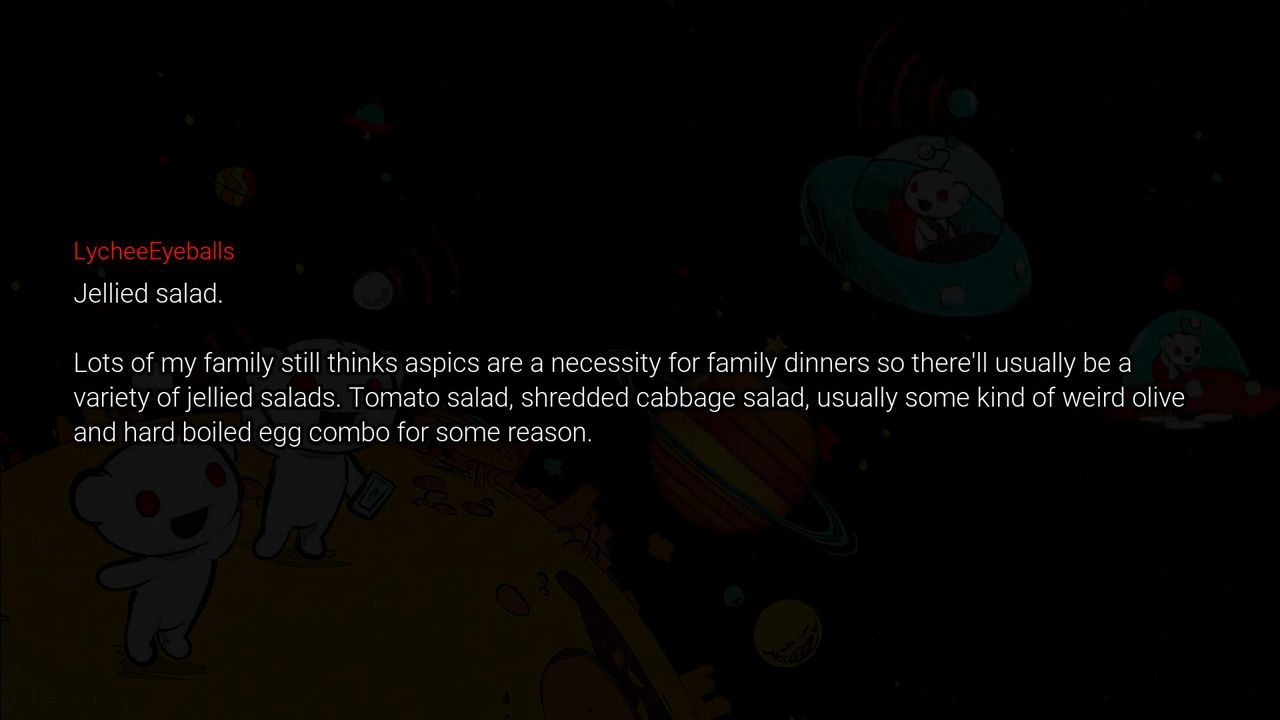 LycheeEyeballs
Jellied salad.
Lots of my family still thinks aspics are a necessity for family dinners so there'll usually be a
variety of jellied salads. Tomato salad, shredded cabbage salad, usually some kind of weird olive
and hard boiled egg combo for some reason.